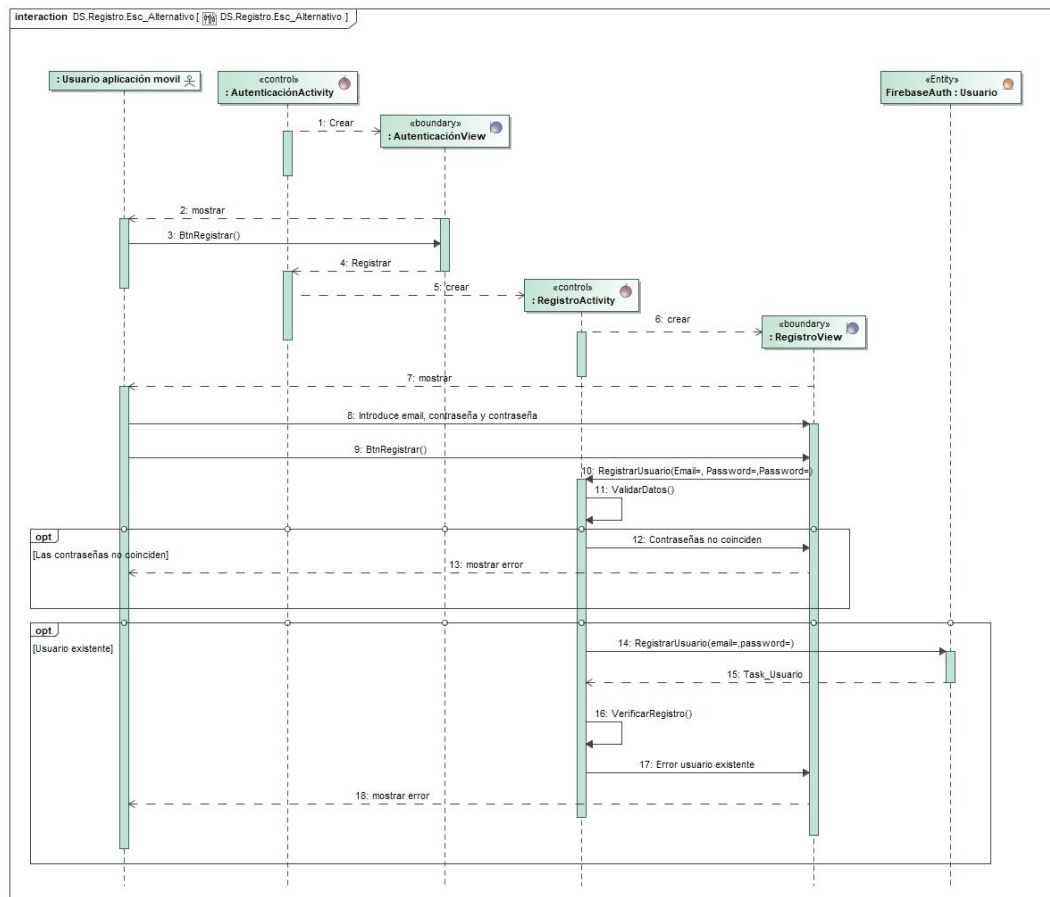 interaction DS.Registro.Esc_Alternativo [ DS.Registro.Esc_Alternativo ]
: Usuario aplicación movil
«control»
: AutenticaciónActivity
«Entity»
FirebaseAuth : Usuario
1: Crear
«boundary»
: AutenticaciónView
2: mostrar
3: BtnRegistrar()
4: Registrar
5: crear
«control»
: RegistroActivity
6: crear
«boundary»
: RegistroView
7: mostrar
8: Introduce email, contraseña y contraseña
9: BtnRegistrar()
10: RegistrarUsuario(Email=, Password=,Password=)
11: ValidarDatos()
opt
[Las contraseñas no coinciden]
12: Contraseñas no coinciden
13: mostrar error
opt
[Usuario existente]
14: RegistrarUsuario(email=,password=)
15: Task_Usuario
16: VerificarRegistro()
17: Error usuario existente
18: mostrar error